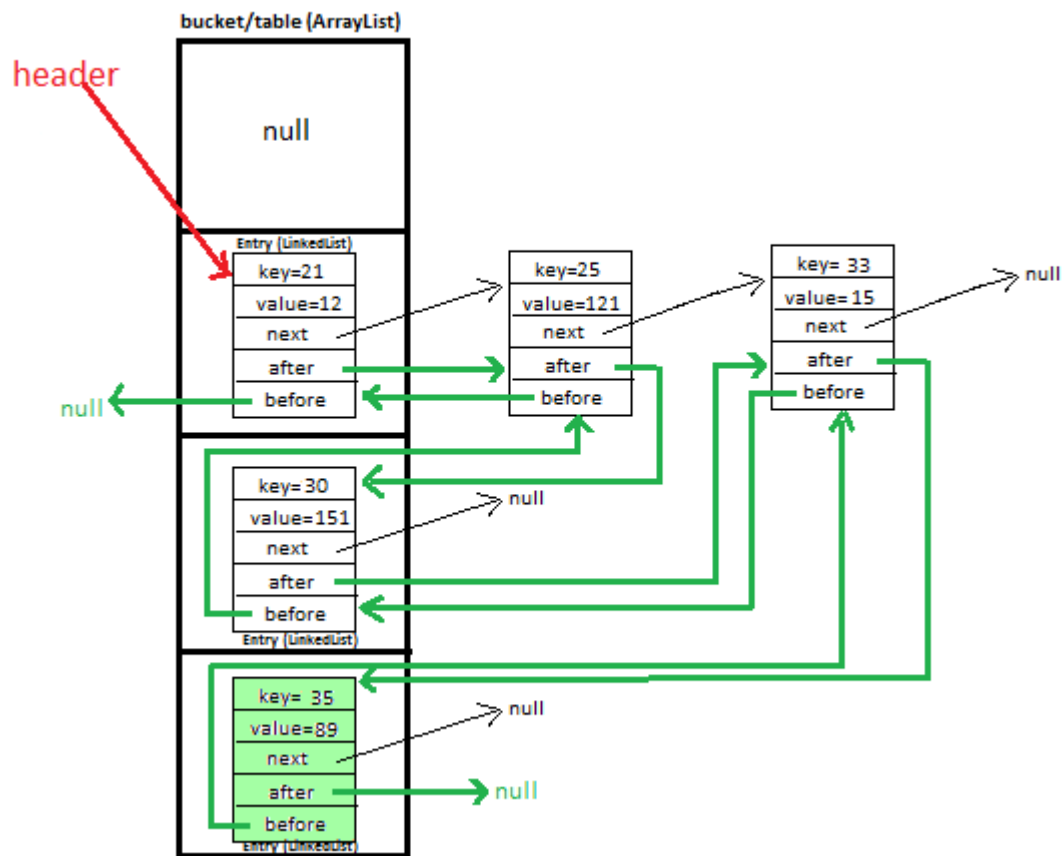 bucket/table (ArrayList)
header
null
Entry (LinkedList)
key=21
value=12
next
after
before
null
key=25
value=121
next
after
before
key= 33
value= 15
next
after
before
null
key= 30
value=151
next
after
before
Entry (LinkedList)
null
key= 35
value=89
next
after
before
Entry (LinkedList)
null
null